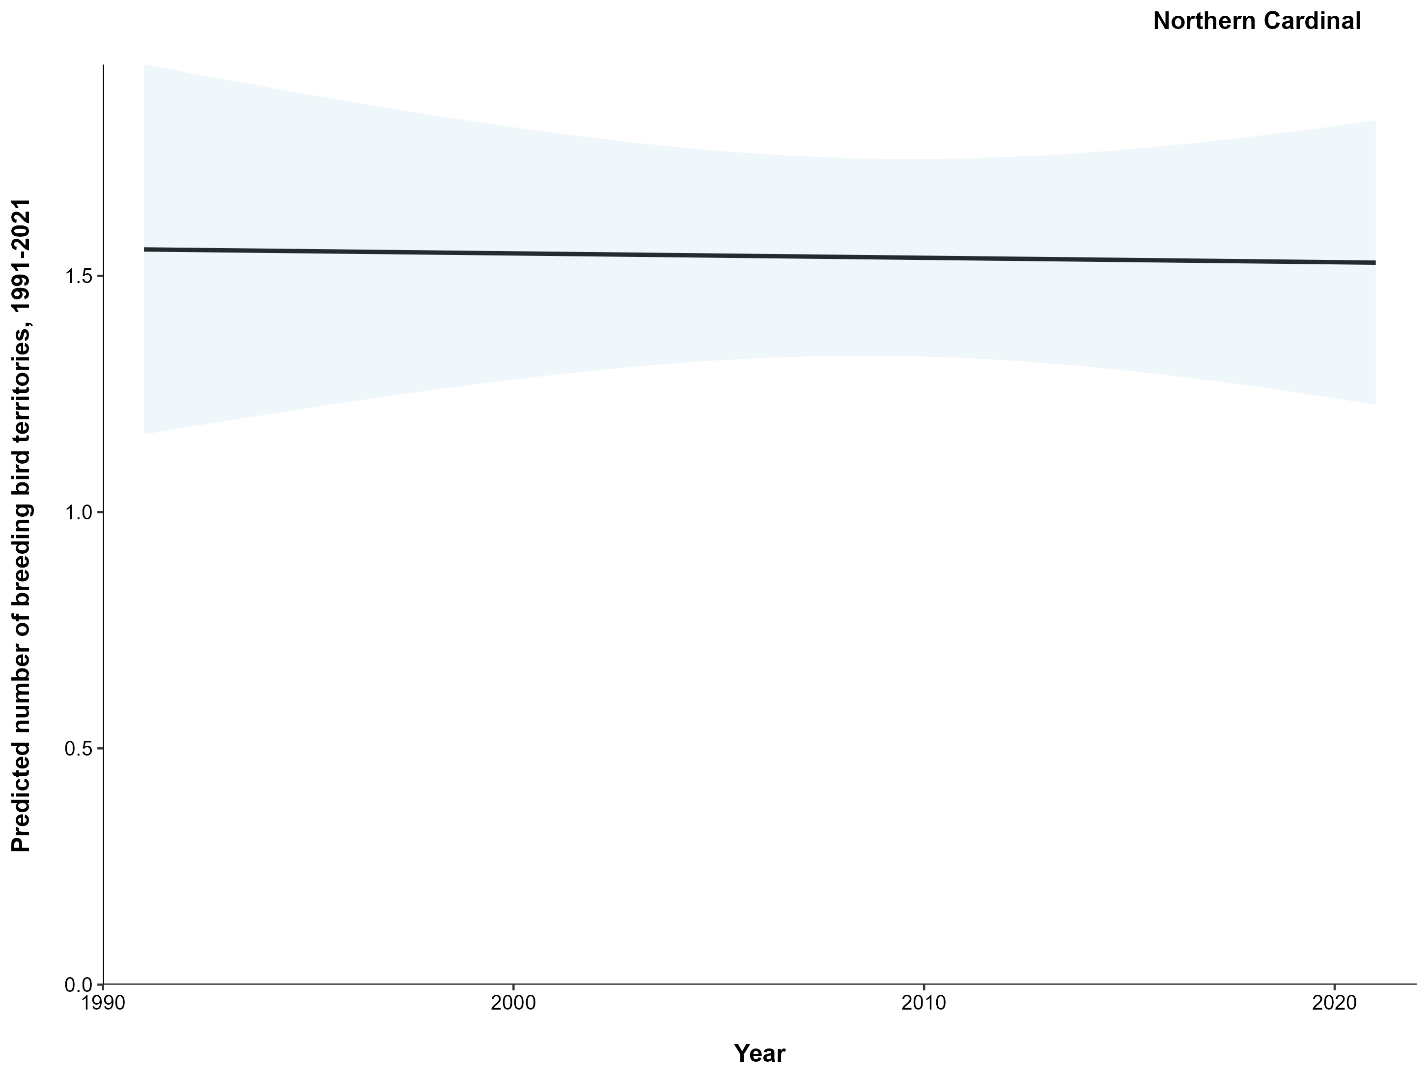 Northern Cardinal
Predicted number of breeding bird territories, 1991-2021
1.5
1.0
0.5
0.0
1990 2000 2010 2020
Year